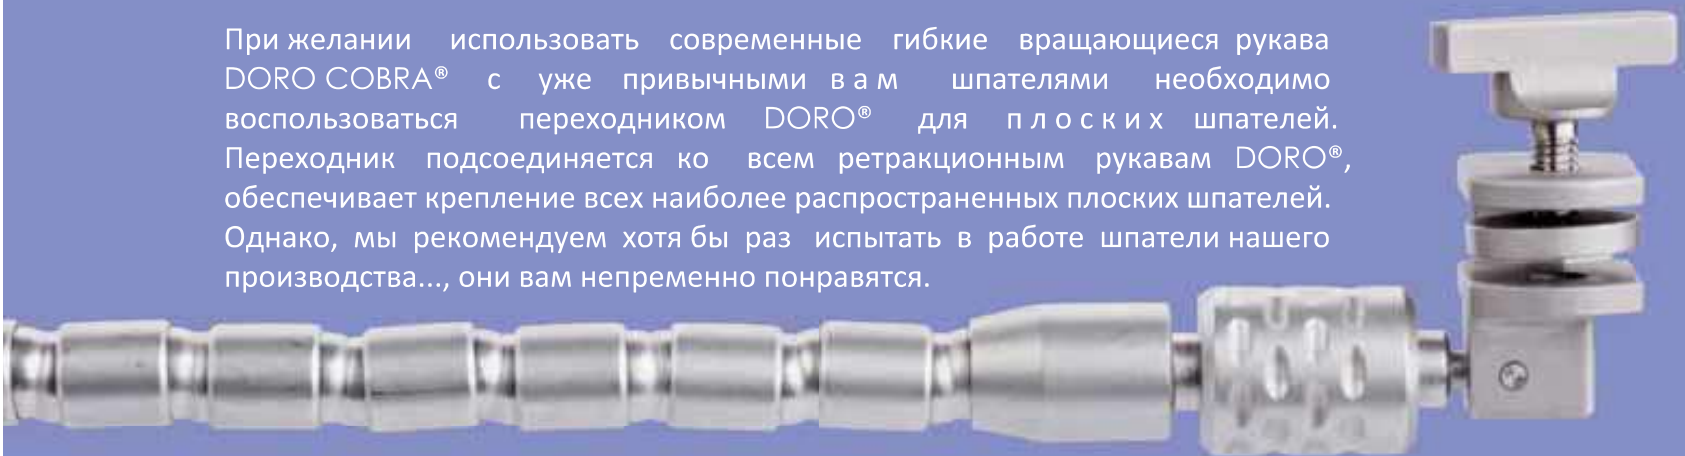 При желании использовать современные гибкие вращающиеся рукава
DORO COBRA® с уже привычными вам шпателями необходимо
воспользоваться переходником DORO® для плоских шпателей.
Переходник подсоединяется ко всем ретракционным рукавам DORO®,
обеспечивает крепление всех наиболее распространенных плоских шпателей.
Однако, мы рекомендуем хотя бы раз испытать в работе шпатели нашего
производства..., они вам непременно понравятся.